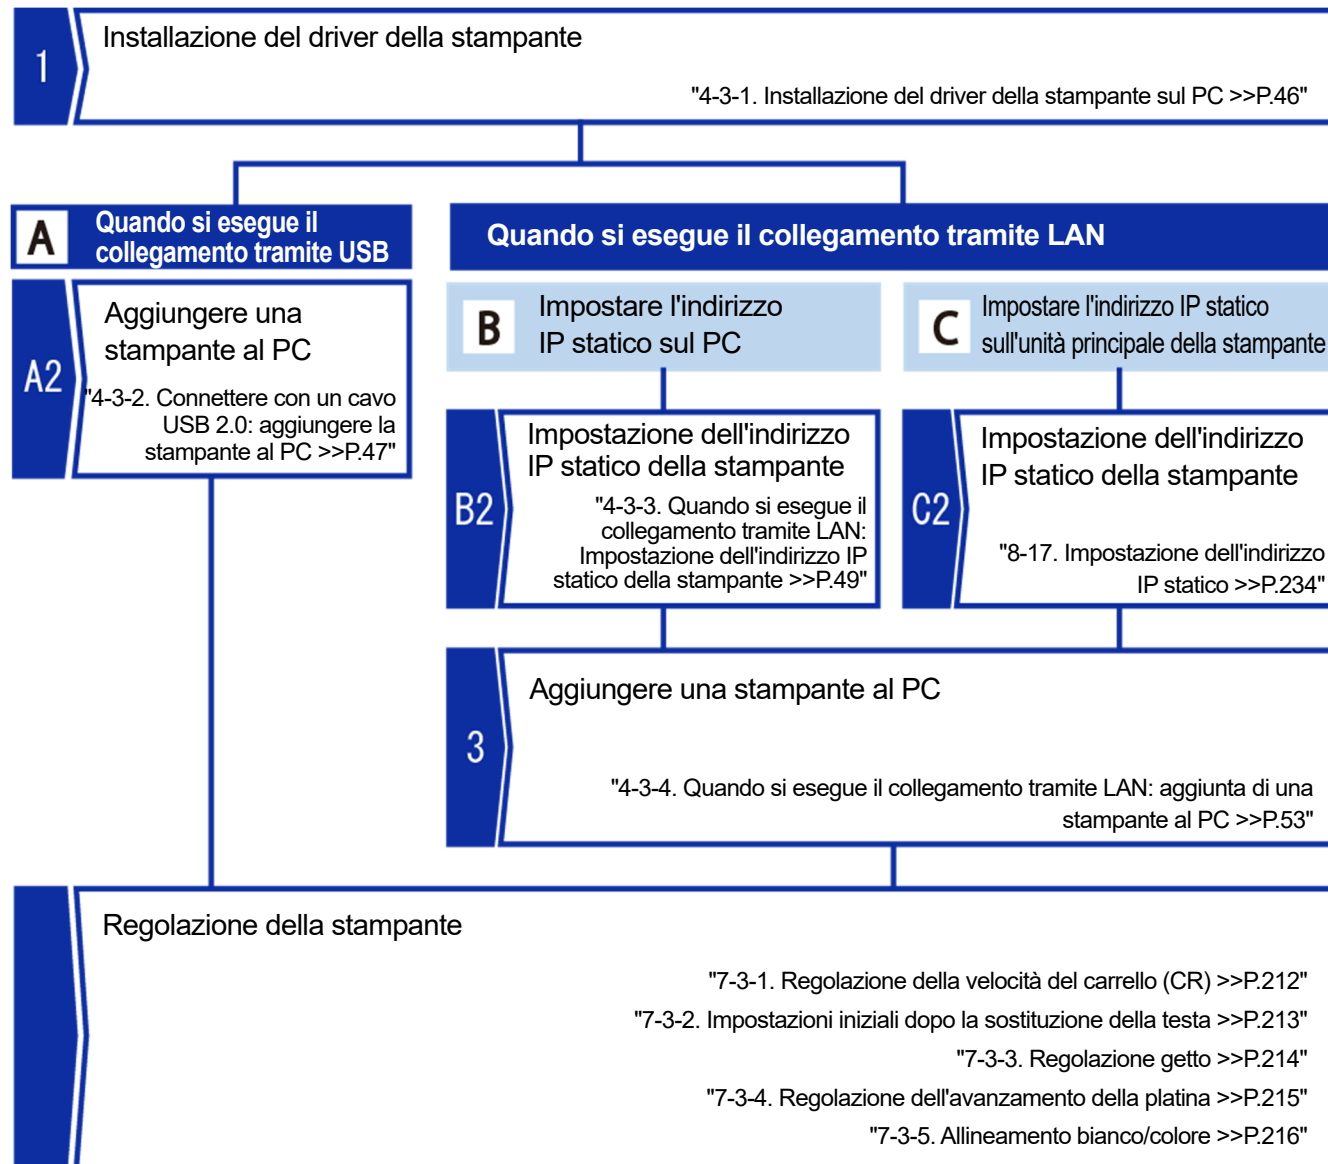 1
Installazione del driver della stampante
"4-3-1. Installazione del driver della stampante sul PC >>P.46"
A
Quando si esegue il
collegamento tramite USB
A2
Aggiungere una
stampante al PC
"4-3-2. Connettere con un cavo
USB 2.0: aggiungere la
stampante al PC >>P.47"
Quando si esegue il collegamento tramite LAN
B
Impostare l'indirizzo
IP statico sul PC
B2
Impostazione dell'indirizzo
IP statico della stampante
"4-3-3. Quando si esegue il
collegamento tramite LAN:
Impostazione dell'indirizzo IP
statico della stampante >>P.49"
C
Impostare l'indirizzo IP statico
sull'unità principale della stampante
C2
Impostazione dell'indirizzo
IP statico della stampante
"8-17. Impostazione dell'indirizzo
IP statico >>P.234"
3
Aggiungere una stampante al PC
"4-3-4. Quando si esegue il collegamento tramite LAN: aggiunta di una
stampante al PC >>P.53"
Regolazione della stampante
"7-3-1. Regolazione della velocità del carrello (CR) >>P.212"
"7-3-2. Impostazioni iniziali dopo la sostituzione della testa >>P.213"
"7-3-3. Regolazione getto >>P.214"
"7-3-4. Regolazione dell'avanzamento della platina >>P.215"
"7-3-5. Allineamento bianco/colore >>P.216"